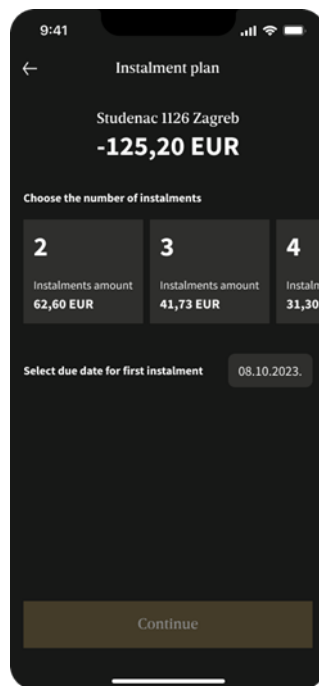 9:41
Instalment plan
Studenac 1126 Zagreb
-125,20 EUR
Choose the number of instalments
2
3
4
Instalments amount
Instalments amount
62,60 EUR
41,73 EUR
31,30
Select due date for first instalment
08.10.2023.
Continue